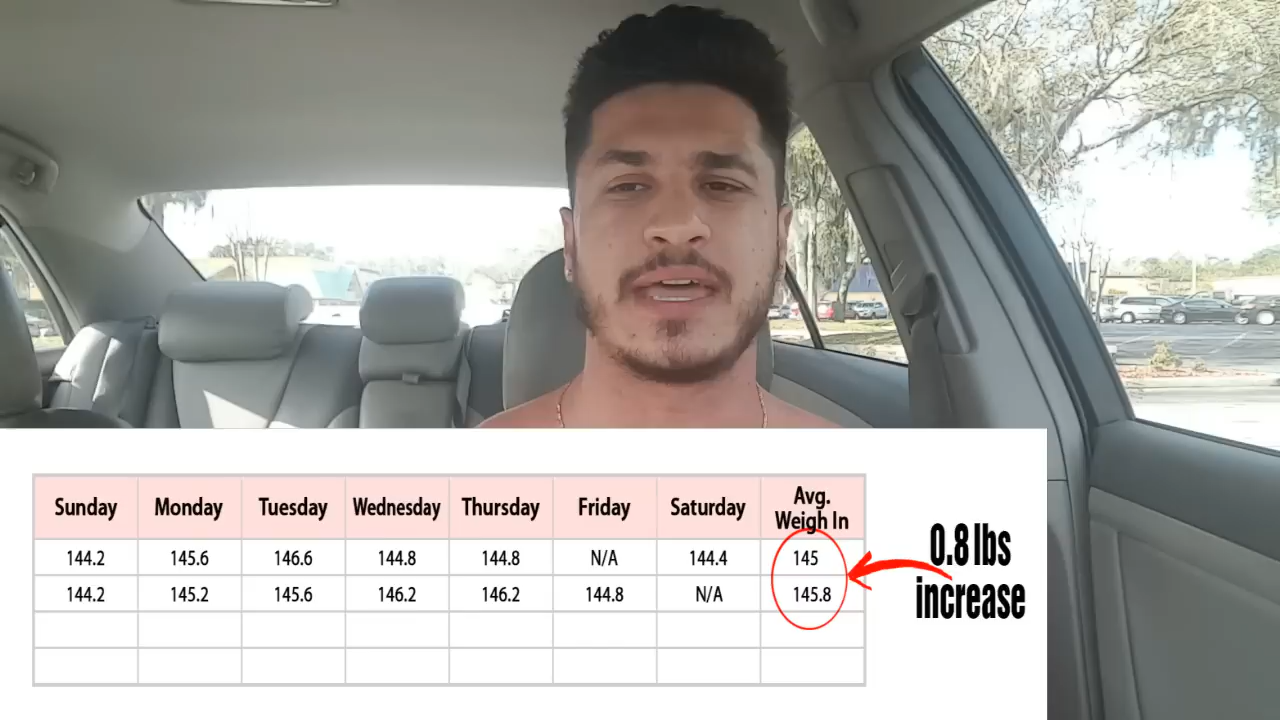 Sunday Monday Tuesday Wednesday Thursday Friday Saturday Avg. Weigh In
144.2 145.6 146.6 144.8 144.8 N/A 144.4 145
144.2 145.2 145.6 146.2 146.2 144.8 N/A 145.8
0.8 lbs
increase